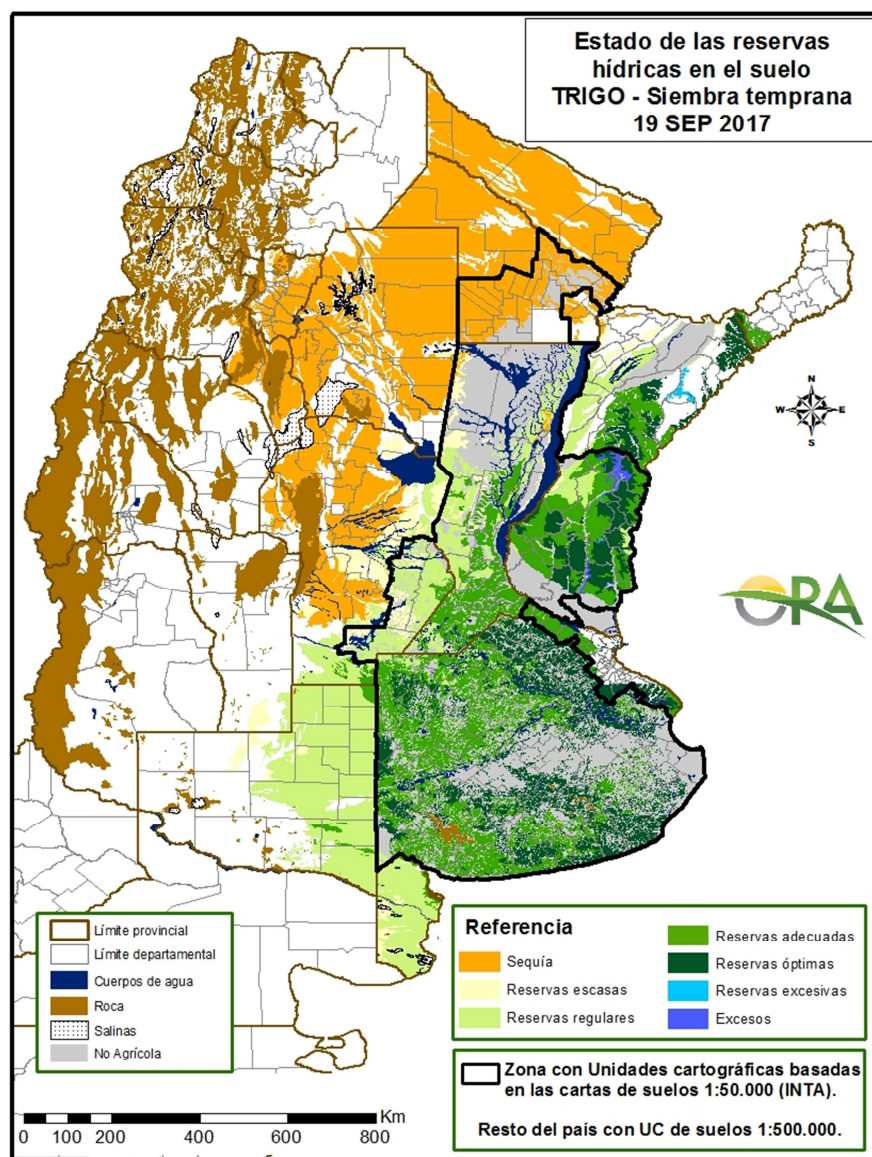 Estado de las reservas
hídricas en el suelo
TRIGO - Siembra temprana
19 SEP 2017
N
W E
S
ORA
Límite provincial
Límite departamental
Cuerpos de agua
Roca
Salinas
No Agrícola
Referencia
Sequía
Reservas escasas
Reservas regulares
Reservas adecuadas
Reservas óptimas
Reservas excesivas
Excesos
Zona con Unidades cartográficas basadas
en las cartas de suelos 1:50.000 (INTA).
Resto del país con UC de suelos 1:500.000.
Km
0 100 200 400 600 800